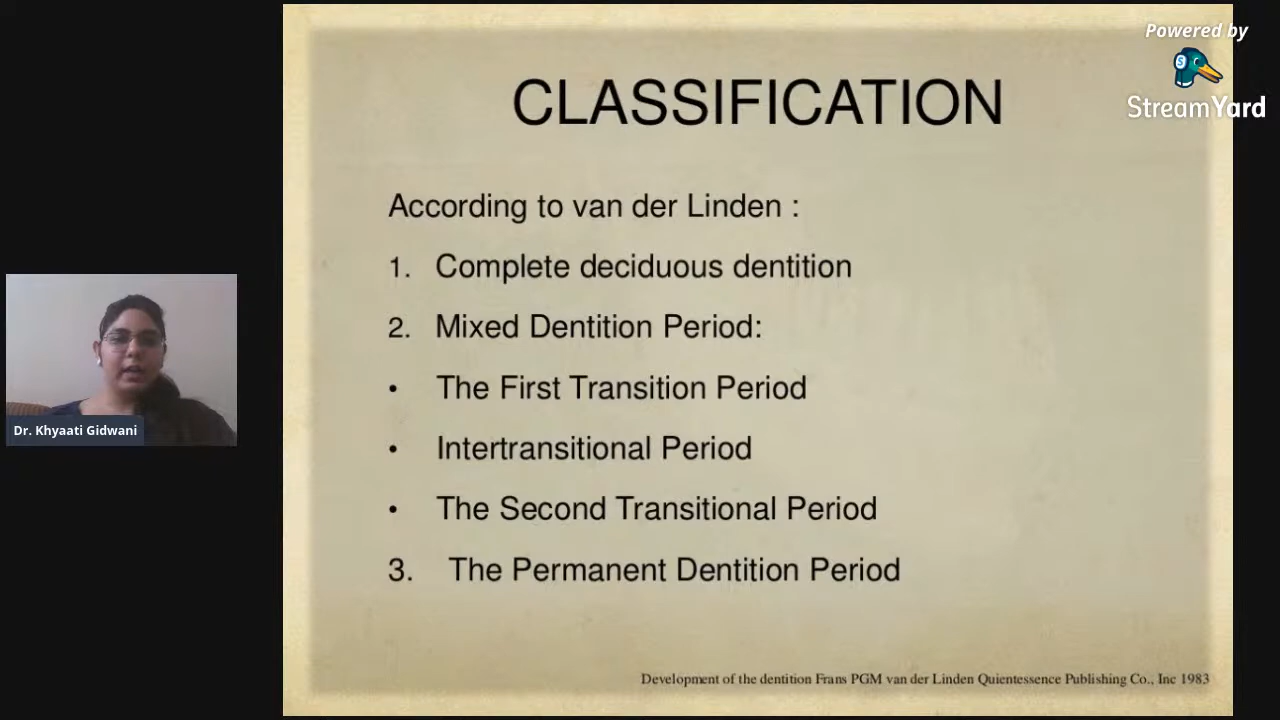 Powered by
StreamYard
CLASSIFICATION
According to van der Linden :
1. Complete deciduous dentition
2. Mixed Dentition Period:
• The First Transition Period
• Intertransitional Period
• The Second Transitional Period
3. The Permanent Dentition Period
Dr. Khyaati Gidwani
Development of the dentition Frans PGM van der Linden Quientessence Publishing Co., Inc 1983